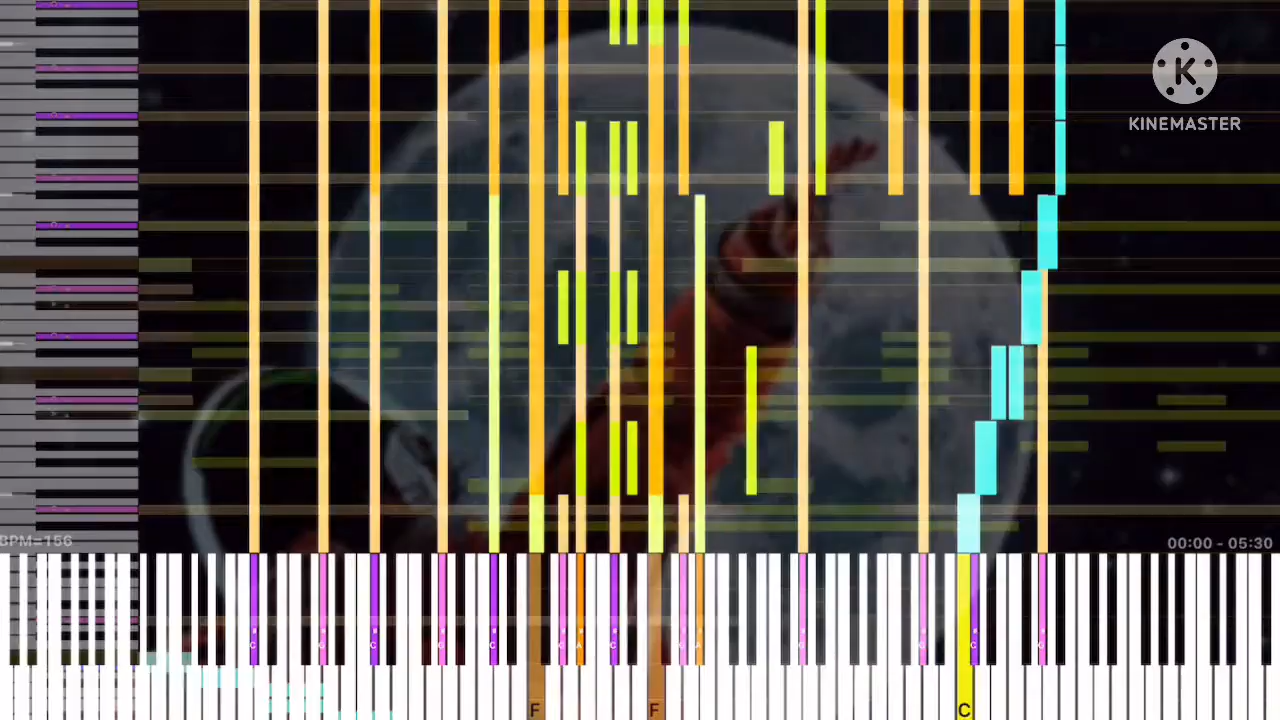 K
KINEMASTER
BPM=156
00:00 - 05:30
C G C G C G A C G A G G C G
F F C